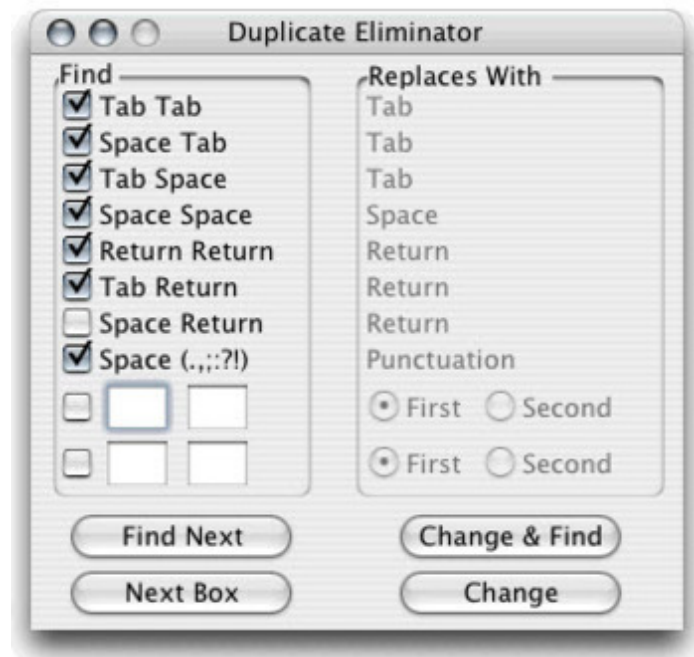 Duplicate Eliminator
Find
Replaces With
Tab Tab
Tab
Space Tab
Tab
Tab Space
Tab
Space Space
Space
Return Return
Return
Tab Return
Return
Space Return
Return
Space (.,;:?!)
Punctuation
First Second
First Second
Find Next
Change & Find
Next Box
Change